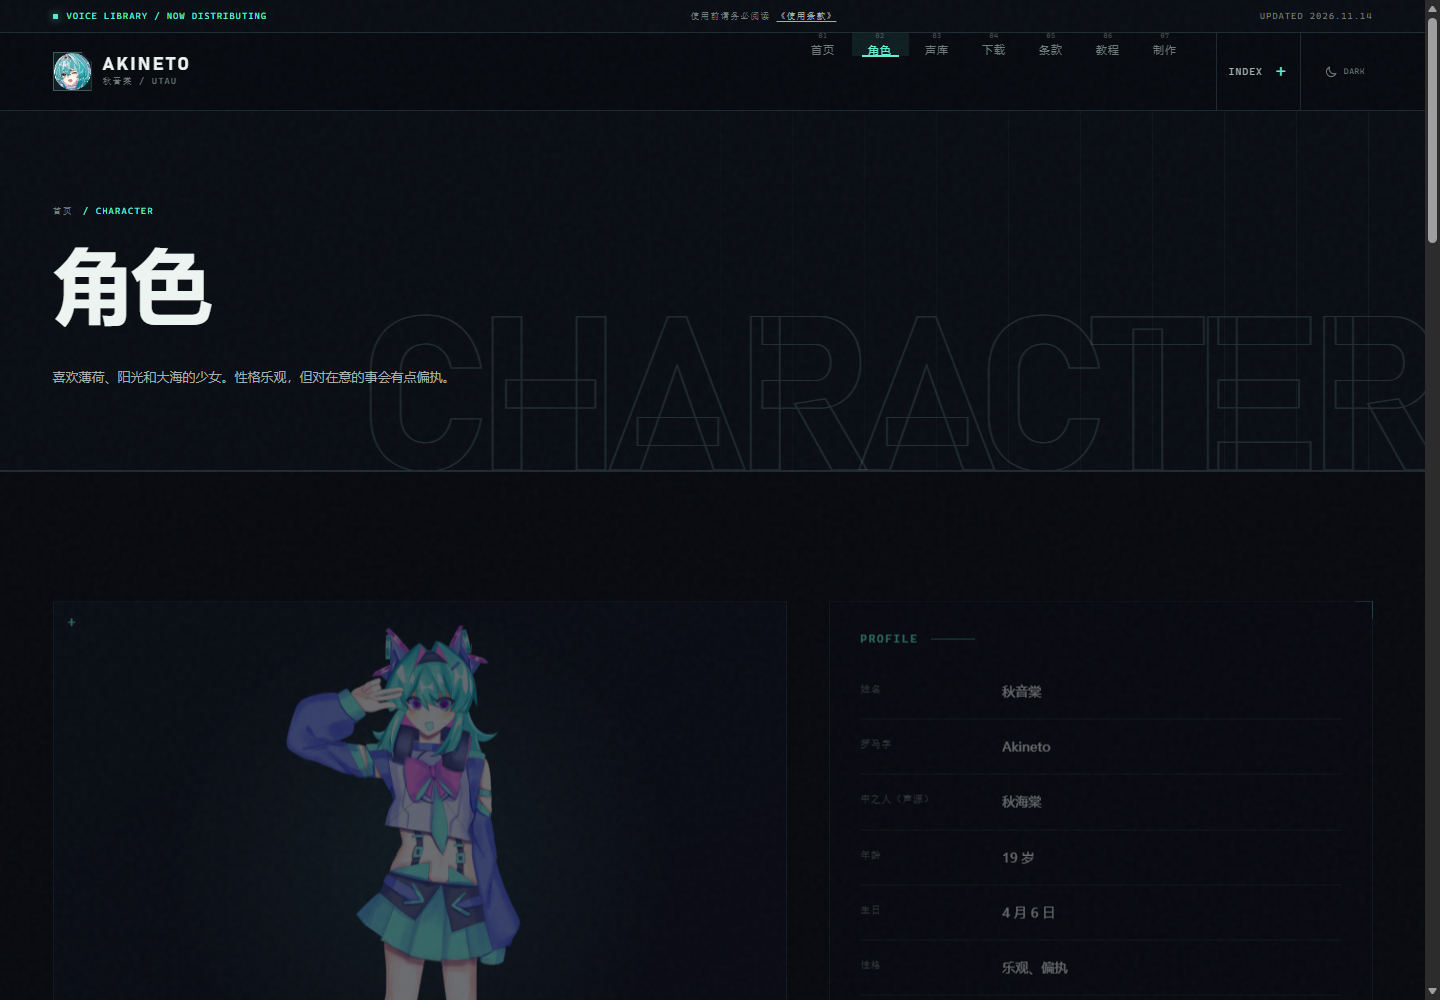 VOICE LIBRARY / NOW DISTRIBUTING
使用前请务必阅读 《使用条款》
UPDATED 2026.11.14
AKINETO
秋音棠 / UTAU
01 首页
02 角色
03 声库
04 下载
05 条款
06 教程
07 制作
INDEX +
DARK
首页 / CHARACTER
角色
喜欢薄荷、阳光和大海的少女。性格乐观，但对在意的事会有点偏执。
CHARACTER
+
PROFILE
姓名 秋音棠
罗马字 Akineto
中之人（声源） 秋海棠
年龄 19 岁
生日 4 月 6 日
性格 乐观、偏执